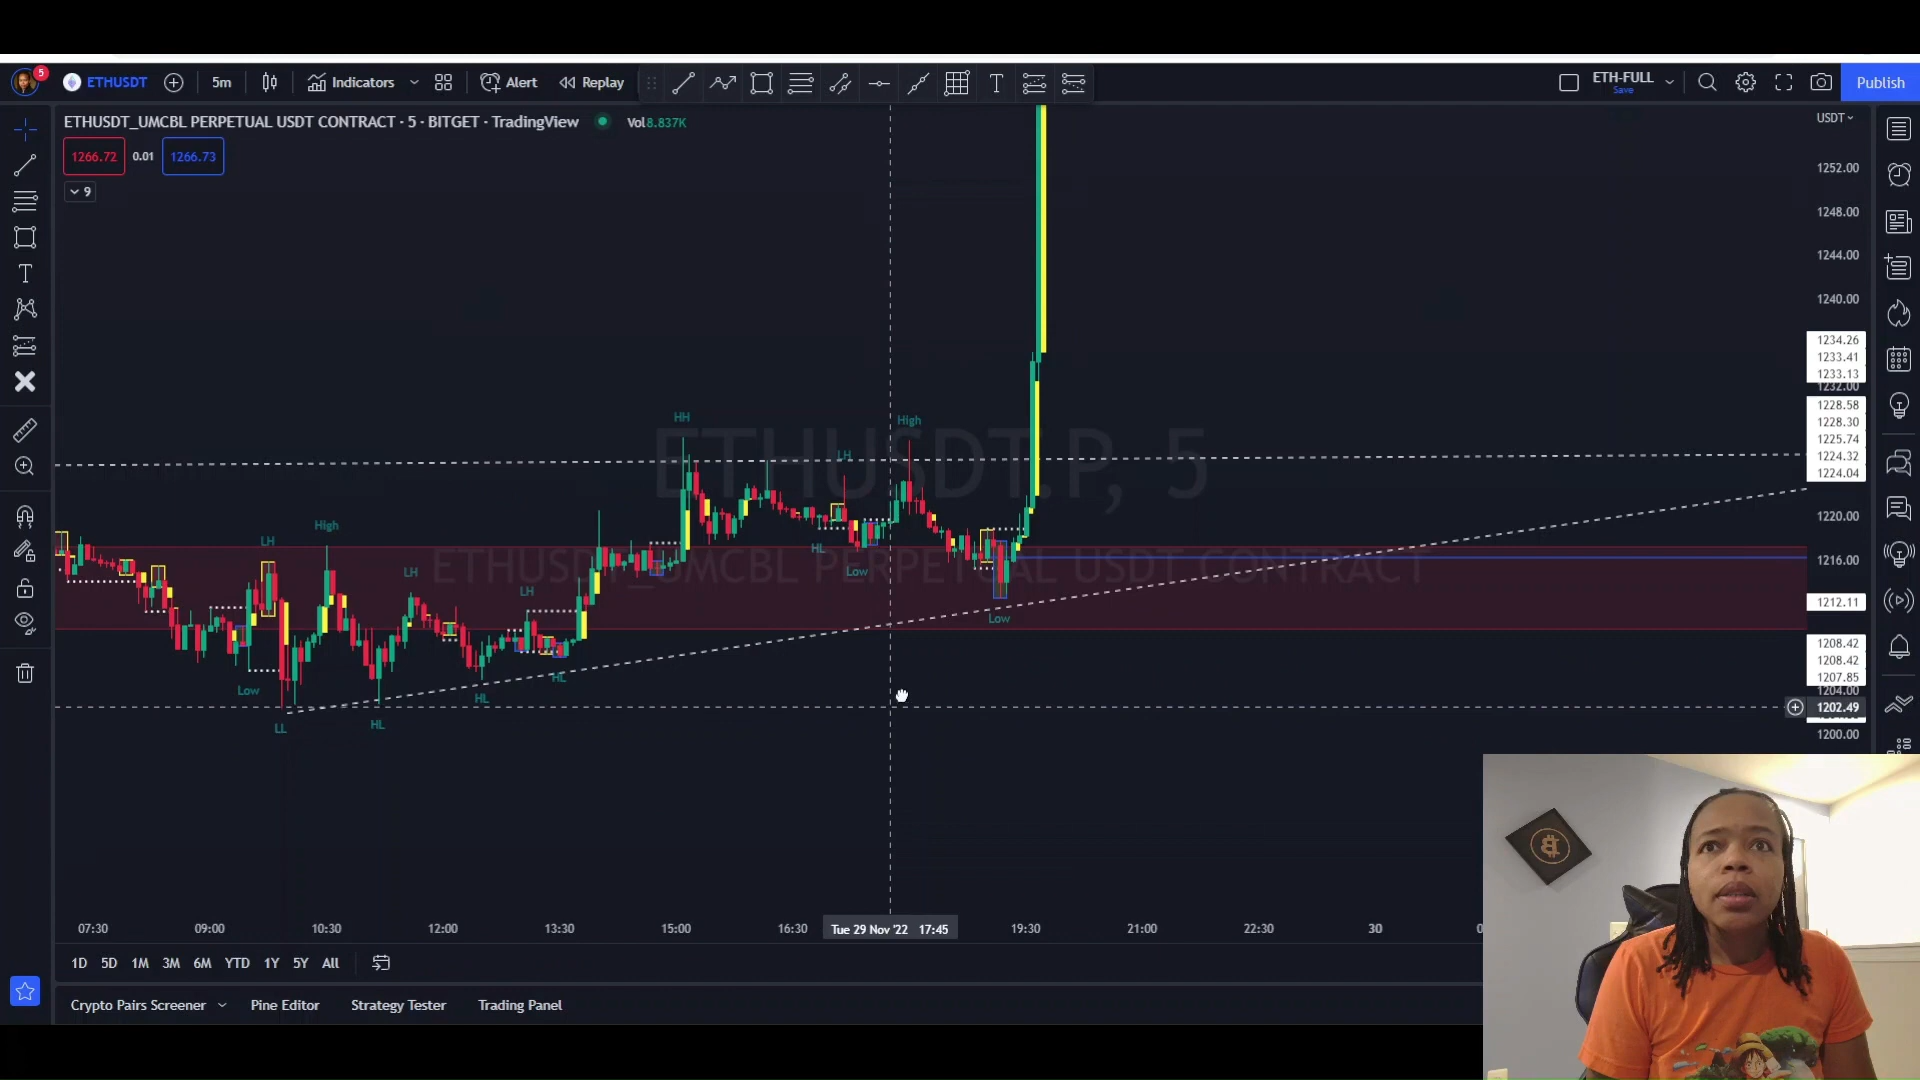 5
ETHUSDT
5m
Indicators
Alert
Replay
ETH-FULL
Save
Publish
ETHUSDT_UMCBL PERPETUAL USDT CONTRACT · 5 · BITGET · TradingView
Vol 8.837K
USDT
1266.72
0.01
1266.73
9
1252.00
1248.00
1244.00
1240.00
1234.26
1233.41
1233.13
1232.00
1228.58
1228.30
1225.74
1224.32
1224.04
1220.00
1216.00
1212.11
1208.42
1208.42
1207.85
1204.00
1202.49
1200.00
ETHUSDT.P, 5
ETHUSDT_UMCBL PERPETUAL USDT CONTRACT
HH
High
LH
High
LH
LH
LH
HL
Low
Low
HL
HL
Low
LL
HL
07:30
09:00
10:30
12:00
13:30
15:00
16:30
Tue 29 Nov '22 17:45
19:30
21:00
22:30
30
1D
5D
1M
3M
6M
YTD
1Y
5Y
All
Crypto Pairs Screener
Pine Editor
Strategy Tester
Trading Panel